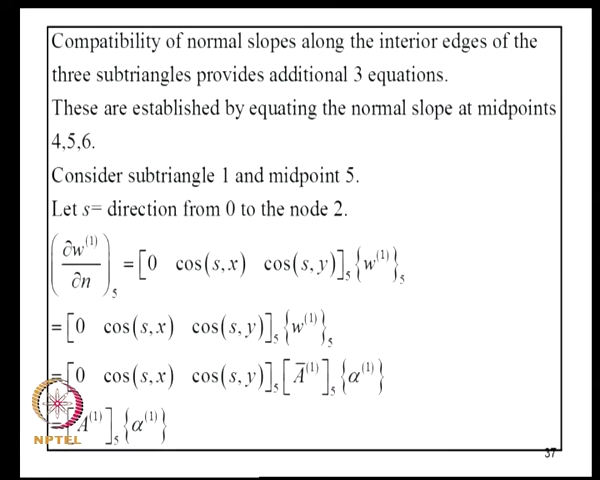 Compatibility of normal slopes along the interior edges of the
three subtriangles provides additional 3 equations.
These are established by equating the normal slope at midpoints
4,5,6.
Consider subtriangle 1 and midpoint 5.
Let s= direction from 0 to the node 2.
(∂w⁽¹⁾/∂n)₅ = [0 cos(s,x) cos(s,y)]₅ {w⁽¹⁾}₅
= [0 cos(s,x) cos(s,y)]₅ {w⁽¹⁾}₅
= [0 cos(s,x) cos(s,y)]₅ [Ā⁽¹⁾]₅ {α⁽¹⁾}
= [A⁽¹⁾]₅ {α⁽¹⁾}
NPTEL
37